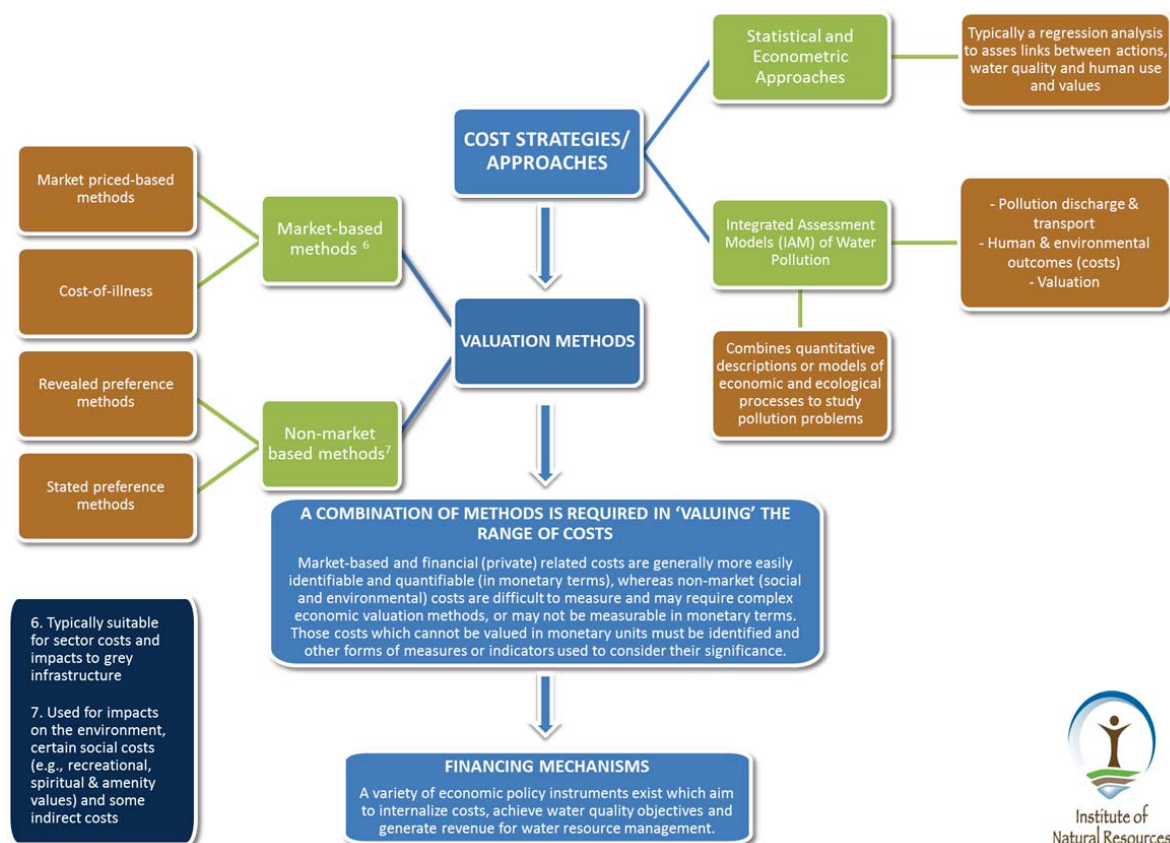 COST STRATEGIES/
APPROACHES
Statistical and
Econometric
Approaches
Typically a regression analysis
to asses links between actions,
water quality and human use
and values
Integrated Assessment
Models (IAM) of Water
Pollution
- Pollution discharge &
transport
- Human & environmental
outcomes (costs)
- Valuation
Combines quantitative
descriptions or models of
economic and ecological
processes to study
pollution problems
VALUATION METHODS
Market-based
methods 6
Market priced-based
methods
Cost-of-illness
Non-market
based methods7
Revealed preference
methods
Stated preference
methods
A COMBINATION OF METHODS IS REQUIRED IN ‘VALUING’ THE
RANGE OF COSTS
Market-based and financial (private) related costs are generally more easily
identifiable and quantifiable (in monetary terms), whereas non-market (social
and environmental) costs are difficult to measure and may require complex
economic valuation methods, or may not be measurable in monetary terms.
Those costs which cannot be valued in monetary units must be identified and
other forms of measures or indicators used to consider their significance.
FINANCING MECHANISMS
A variety of economic policy instruments exist which aim
to internalize costs, achieve water quality objectives and
generate revenue for water resource management.
6. Typically suitable
for sector costs and
impacts to grey
infrastructure
7. Used for impacts
on the environment,
certain social costs
(e.g., recreational,
spiritual & amenity
values) and some
indirect costs
Institute of
Natural Resources